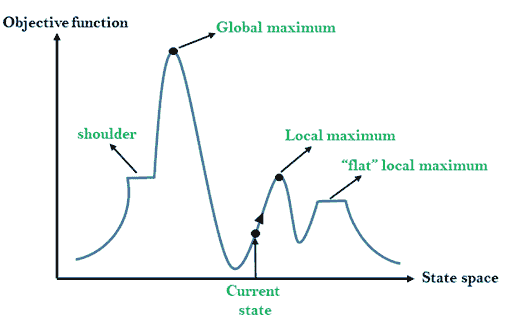 Objective function
Global maximum
shoulder
Local maximum
“flat” local maximum
State space
Current
state